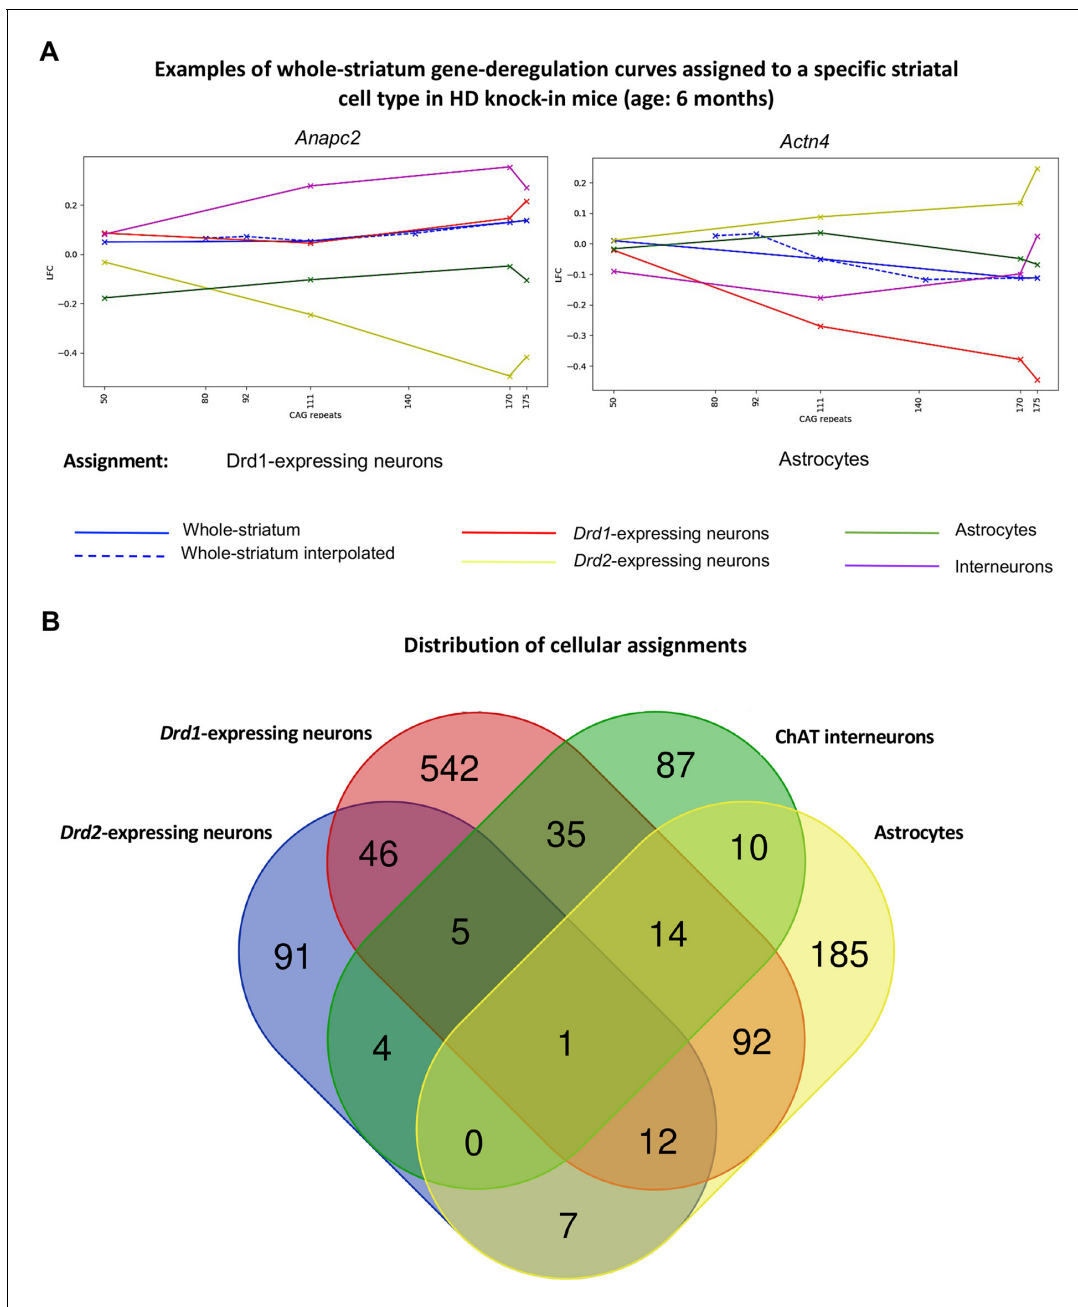 A
Examples of whole-striatum gene-deregulation curves assigned to a specific striatal
cell type in HD knock-in mice (age: 6 months)
Anapc2
Actn4
0.2
0.0
−0.2
−0.4
LFC
50
80
92
111
140
170
175
CAG repeats
0.2
0.1
0.0
−0.1
−0.2
−0.3
−0.4
LFC
50
80
92
111
140
170
175
CAG repeats
Assignment: Drd1-expressing neurons Astrocytes
Whole-striatum
Whole-striatum interpolated
Drd1-expressing neurons
Drd2-expressing neurons
Astrocytes
Interneurons
B
Distribution of cellular assignments
Drd1-expressing neurons
ChAT interneurons
Drd2-expressing neurons
Astrocytes
542
87
46
35
10
91
5
14
185
4
1
92
0
12
7